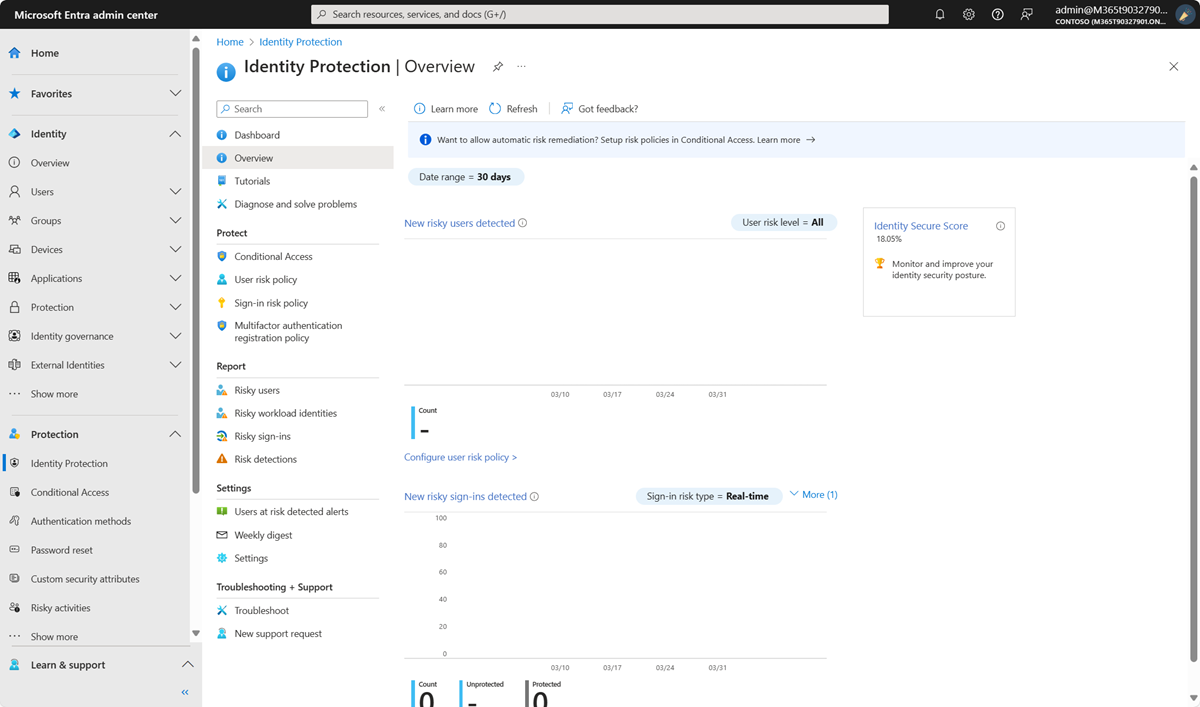 Microsoft Entra admin center
Search resources, services, and docs (G+/)
admin@M365t9032790...
CONTOSO (M365T90327901.ON...
Home
Favorites
Identity
Overview
Users
Groups
Devices
Applications
Protection
Identity governance
External Identities
Show more
Protection
Identity Protection
Conditional Access
Authentication methods
Password reset
Custom security attributes
Risky activities
Show more
Learn & support
Home > Identity Protection
Identity Protection | Overview
Search
Dashboard
Overview
Tutorials
Diagnose and solve problems
Protect
Conditional Access
User risk policy
Sign-in risk policy
Multifactor authentication
registration policy
Report
Risky users
Risky workload identities
Risky sign-ins
Risk detections
Settings
Users at risk detected alerts
Weekly digest
Settings
Troubleshooting + Support
Troubleshoot
New support request
Learn more Refresh Got feedback?
Want to allow automatic risk remediation? Setup risk policies in Conditional Access. Learn more →
Date range = 30 days
New risky users detected User risk level = All
03/10 03/17 03/24 03/31
Count
-
Configure user risk policy >
New risky sign-ins detected Sign-in risk type = Real-time More (1)
100
80
60
40
20
0
03/10 03/17 03/24 03/31
Count Unprotected Protected
0 - 0
Identity Secure Score
18.05%
Monitor and improve your
identity security posture.